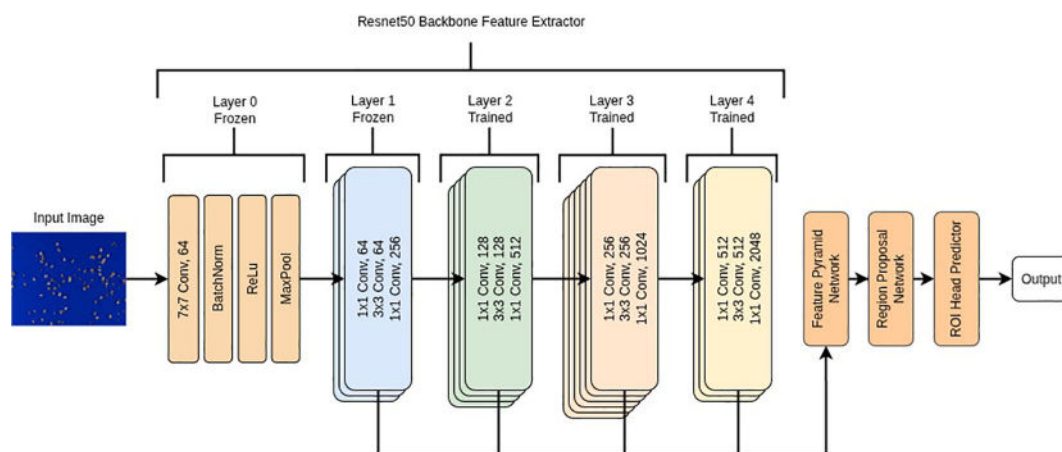 Resnet50 Backbone Feature Extractor
Layer 0
Frozen
Layer 1
Frozen
Layer 2
Trained
Layer 3
Trained
Layer 4
Trained
Input Image
7x7 Conv, 64
BatchNorm
ReLu
MaxPool
1x1 Conv, 64
3x3 Conv, 64
1x1 Conv, 256
1x1 Conv, 128
3x3 Conv, 128
1x1 Conv, 512
1x1 Conv, 256
3x3 Conv, 256
1x1 Conv, 1024
1x1 Conv, 512
3x3 Conv, 512
1x1 Conv, 2048
Feature Pyramid
Network
Region Proposal
Network
ROI Head Predictor
Output